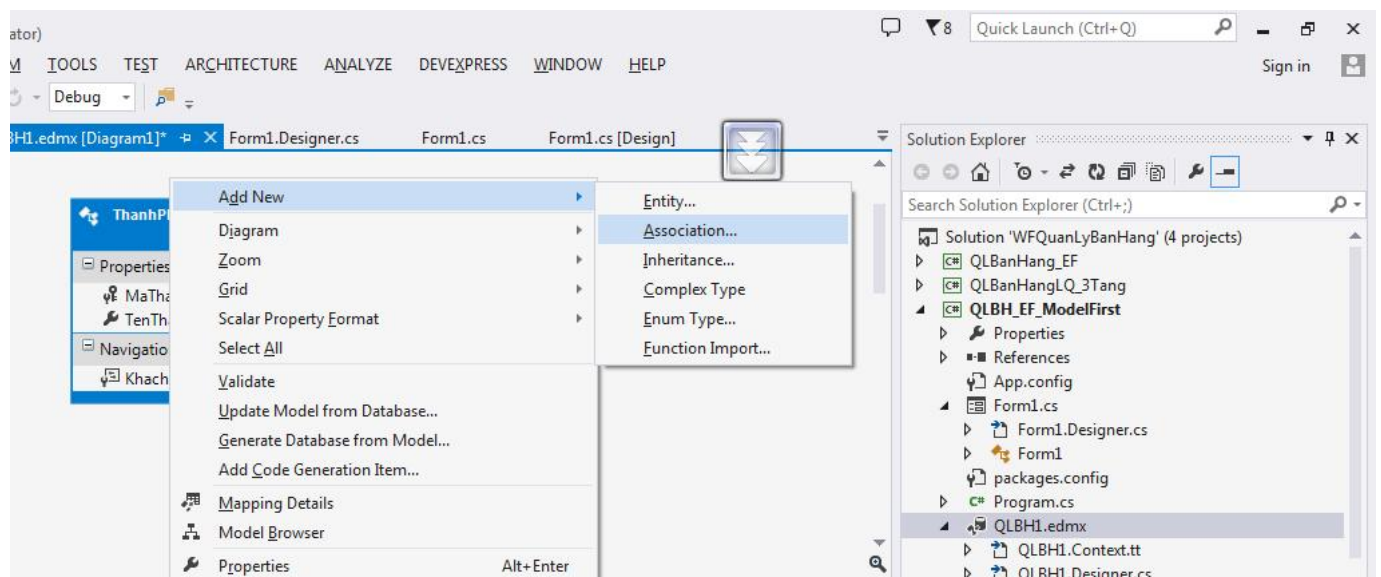 ator)
8 Quick Launch (Ctrl+Q)
M TOOLS TEST ARCHITECTURE ANALYZE DEVEXPRESS WINDOW HELP
Sign in
Debug
BH1.edmx [Diagram1]* Form1.Designer.cs Form1.cs Form1.cs [Design]
ThanhP
Properties
MaTha
TenTh
Navigatio
Khach
Add New
Diagram
Zoom
Grid
Scalar Property Format
Select All
Validate
Update Model from Database...
Generate Database from Model...
Add Code Generation Item...
Mapping Details
Model Browser
Properties Alt+Enter
Entity...
Association...
Inheritance...
Complex Type
Enum Type...
Function Import...
Solution Explorer
Search Solution Explorer (Ctrl+;)
Solution 'WFQuanLyBanHang' (4 projects)
C# QLBanHang_EF
C# QLBanHangLQ_3Tang
C# QLBH_EF_ModelFirst
Properties
References
App.config
Form1.cs
Form1.Designer.cs
Form1
packages.config
C# Program.cs
QLBH1.edmx
QLBH1.Context.tt
QLBH1.Designer.cs